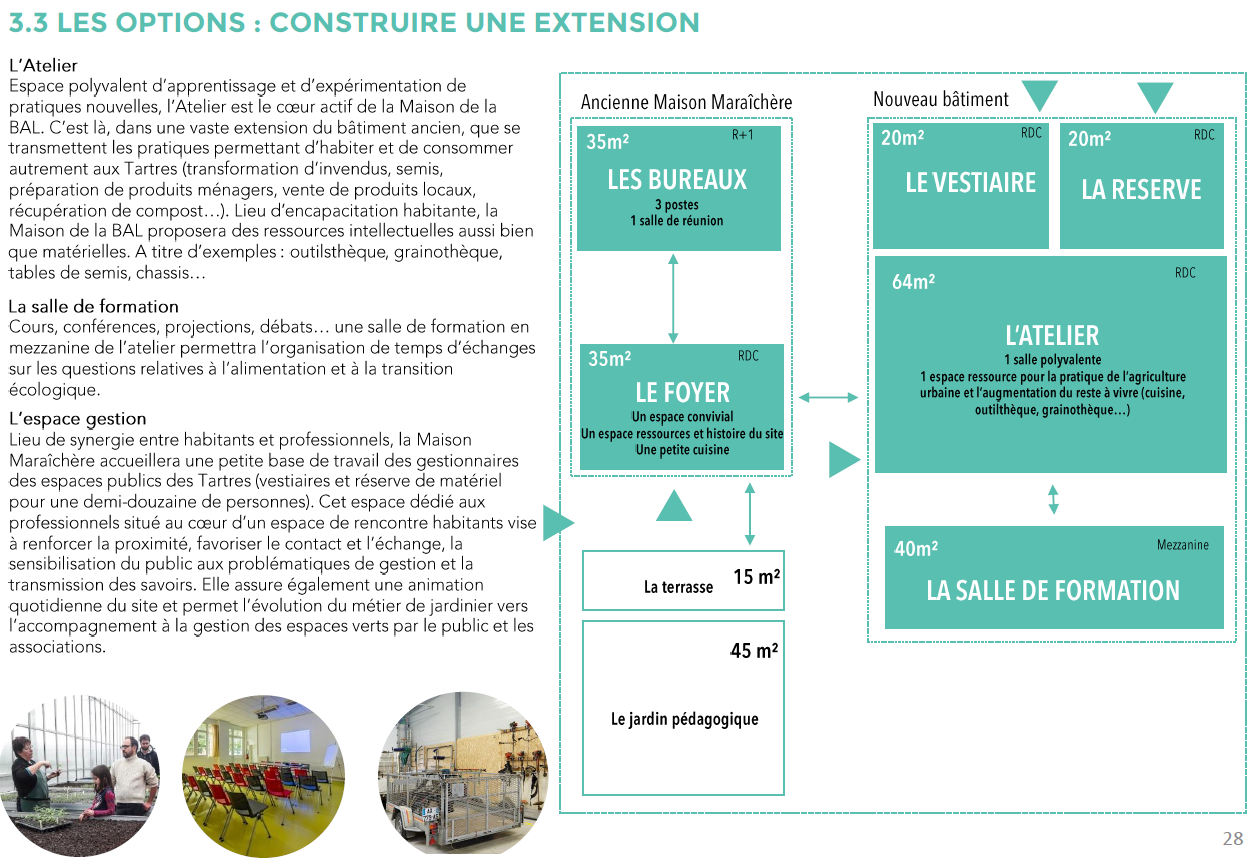 3.3 LES OPTIONS : CONSTRUIRE UNE EXTENSION
L'Atelier
Espace polyvalent d'apprentissage et d'expérimentation de
pratiques nouvelles, l'Atelier est le cœur actif de la Maison de la
BAL. C'est là, dans une vaste extension du bâtiment ancien, que se
transmettent les pratiques permettant d'habiter et de consommer
autrement aux Tartres (transformation d'invendus, semis,
préparation de produits ménagers, vente de produits locaux,
récupération de compost…). Lieu d'encapacitation habitante, la
Maison de la BAL proposera des ressources intellectuelles aussi bien
que matérielles. A titre d'exemples : outilsthèque, grainothèque,
tables de semis, chassis…
La salle de formation
Cours, conférences, projections, débats… une salle de formation en
mezzanine de l'atelier permettra l'organisation de temps d'échanges
sur les questions relatives à l'alimentation et à la transition
écologique.
L'espace gestion
Lieu de synergie entre habitants et professionnels, la Maison
Maraîchère accueillera une petite base de travail des gestionnaires
des espaces publics des Tartres (vestiaires et réserve de matériel
pour une demi-douzaine de personnes). Cet espace dédié aux
professionnels situé au cœur d'un espace de rencontre habitants vise
à renforcer la proximité, favoriser le contact et l'échange, la
sensibilisation du public aux problématiques de gestion et la
transmission des savoirs. Elle assure également une animation
quotidienne du site et permet l'évolution du métier de jardinier vers
l'accompagnement à la gestion des espaces verts par le public et les
associations.
Ancienne Maison Maraîchère
35m²
R+1
LES BUREAUX
3 postes
1 salle de réunion
35m²
RDC
LE FOYER
Un espace convivial
Un espace ressources et histoire du site
Une petite cuisine
La terrasse
15 m²
45 m²
Le jardin pédagogique
Nouveau bâtiment
20m²
RDC
LE VESTIAIRE
20m²
RDC
LA RESERVE
64m²
RDC
L'ATELIER
1 salle polyvalente
1 espace ressource pour la pratique de l'agriculture
urbaine et l'augmentation du reste à vivre (cuisine,
outilthèque, grainothèque…)
40m²
Mezzanine
LA SALLE DE FORMATION
28